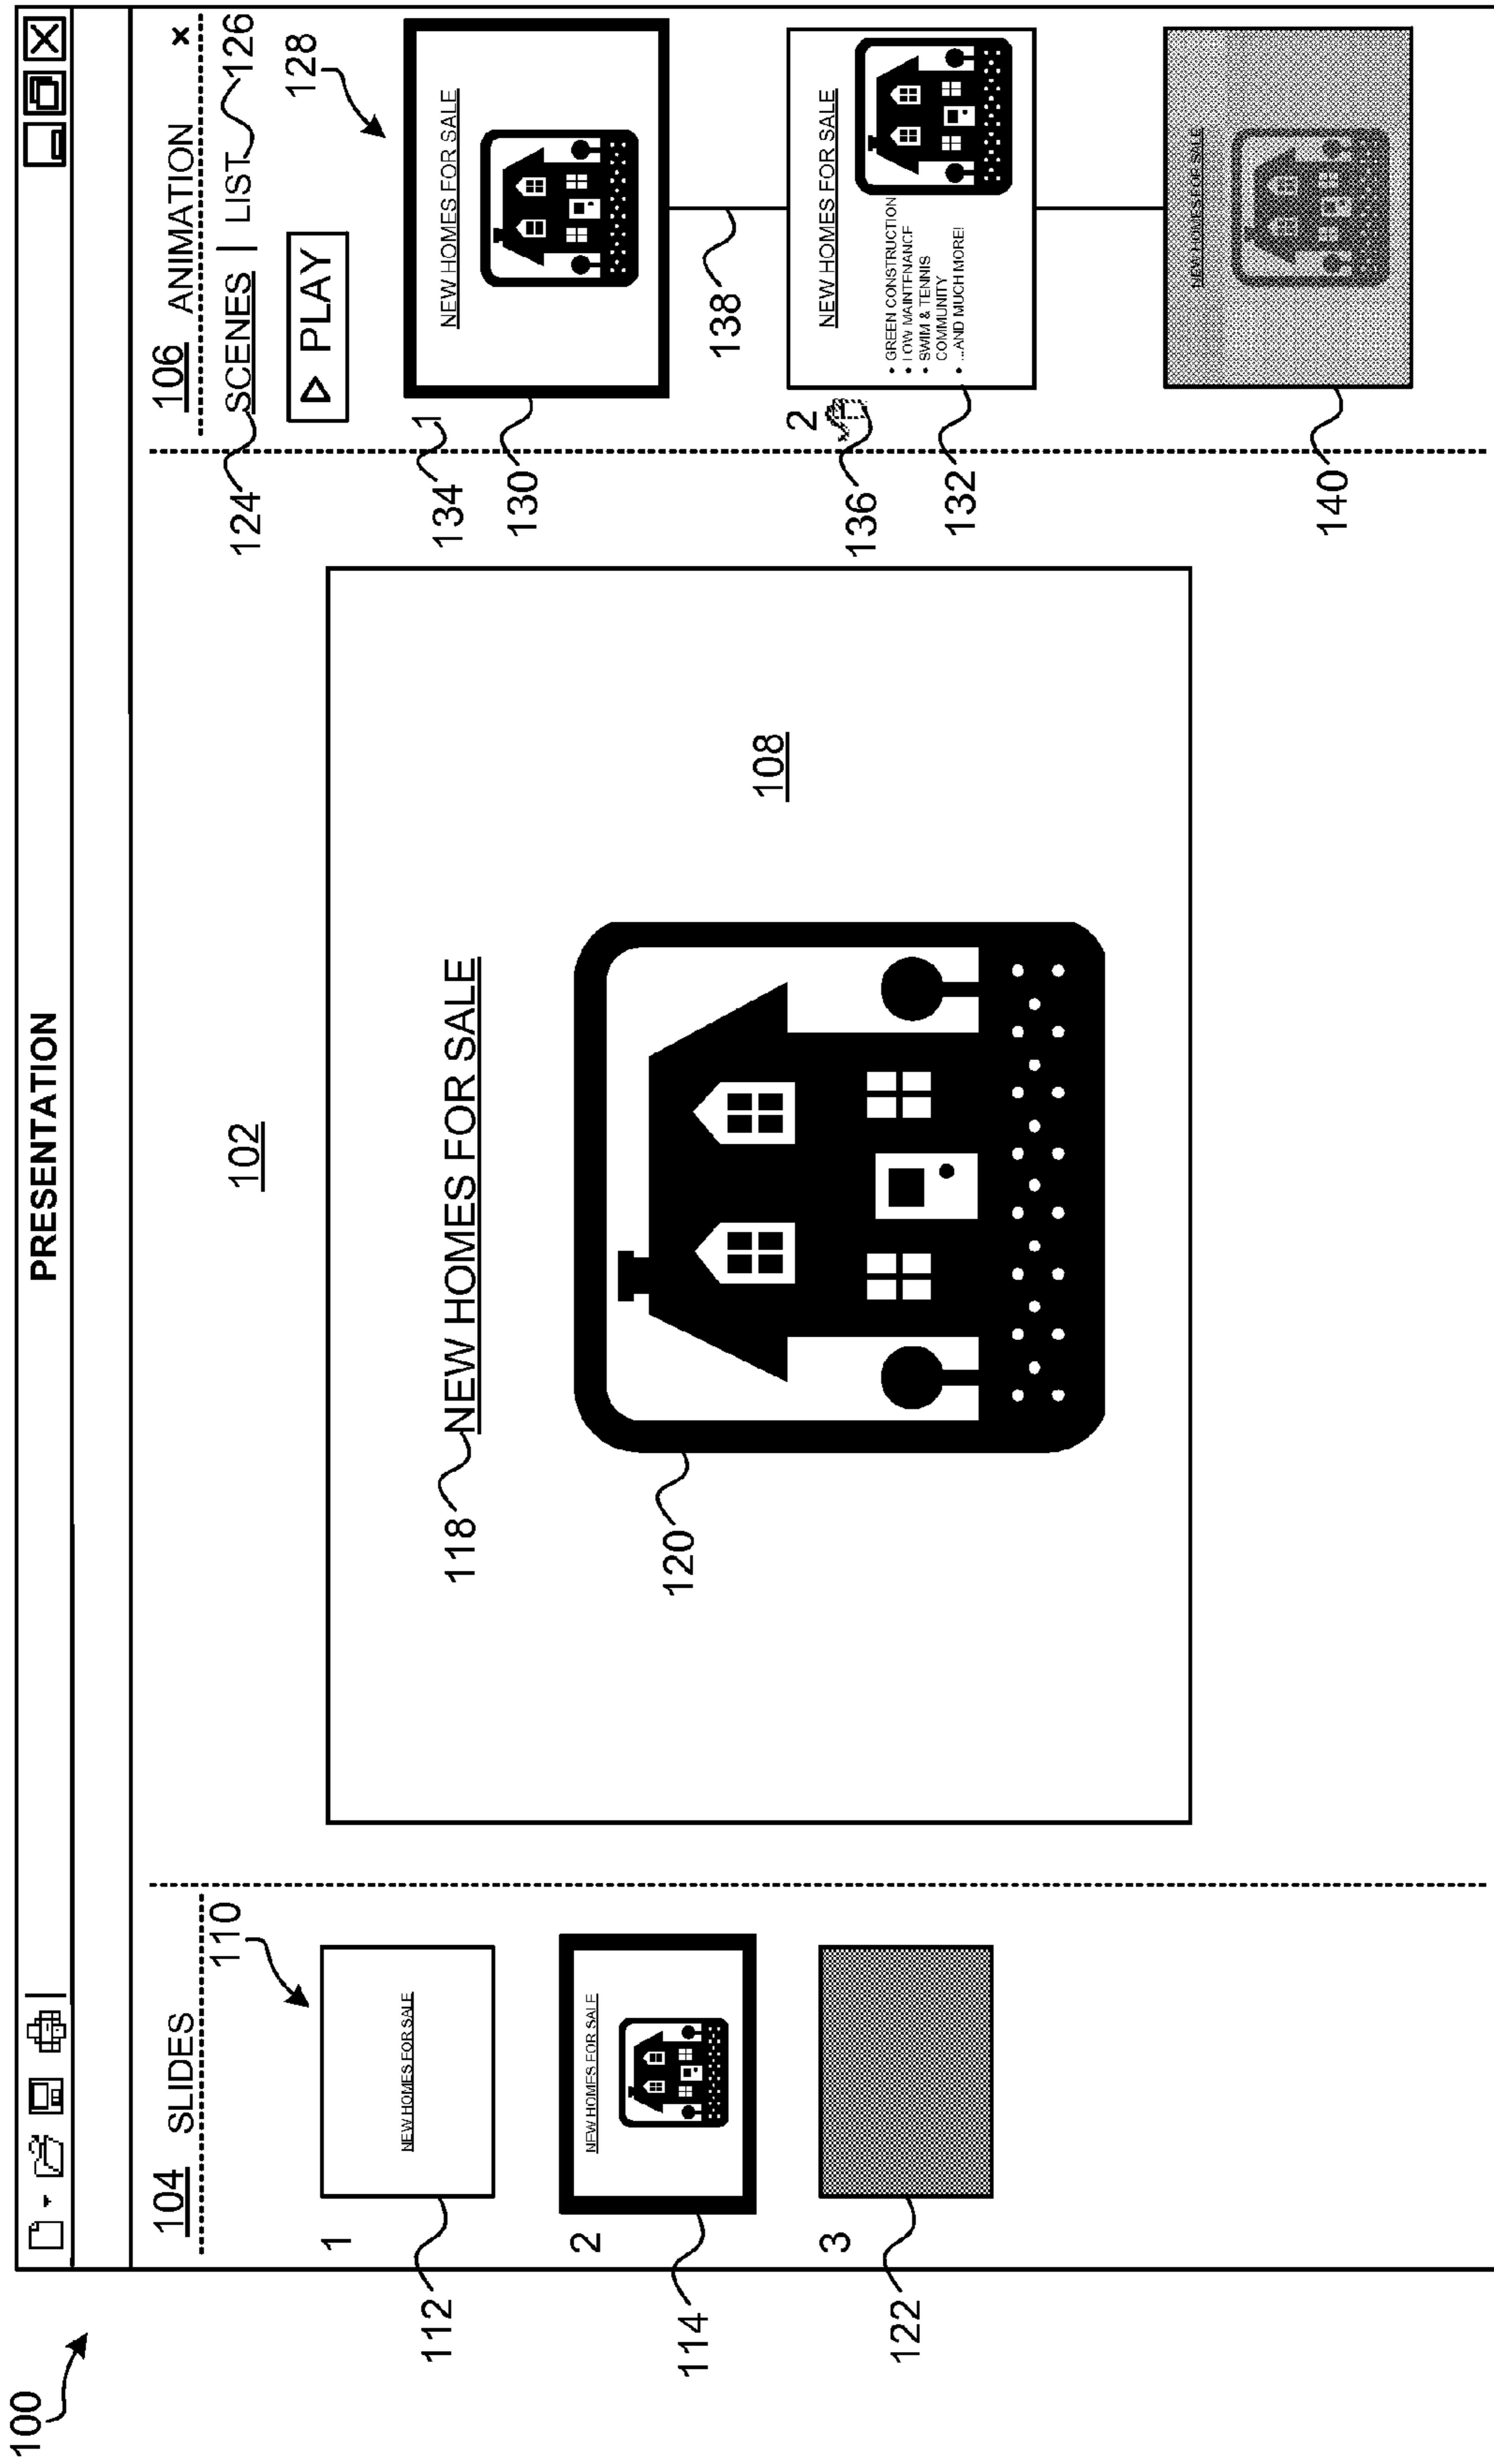 100
PRESENTATION
104 SLIDES
110
1
NEW HOMES FOR SALE
112
2
NEW HOMES FOR SALE
114
3
122
102
118
NEW HOMES FOR SALE
120
108
106 ANIMATION x
124
SCENES | LIST
126
PLAY
128
134
1
NEW HOMES FOR SALE
130
138
2
136
NEW HOMES FOR SALE
• GREEN CONSTRUCTION
• LOW MAINTENANCE
• SWIM & TENNIS
COMMUNITY
• ...AND MUCH MORE!
132
NEW HOMES FOR SALE
140